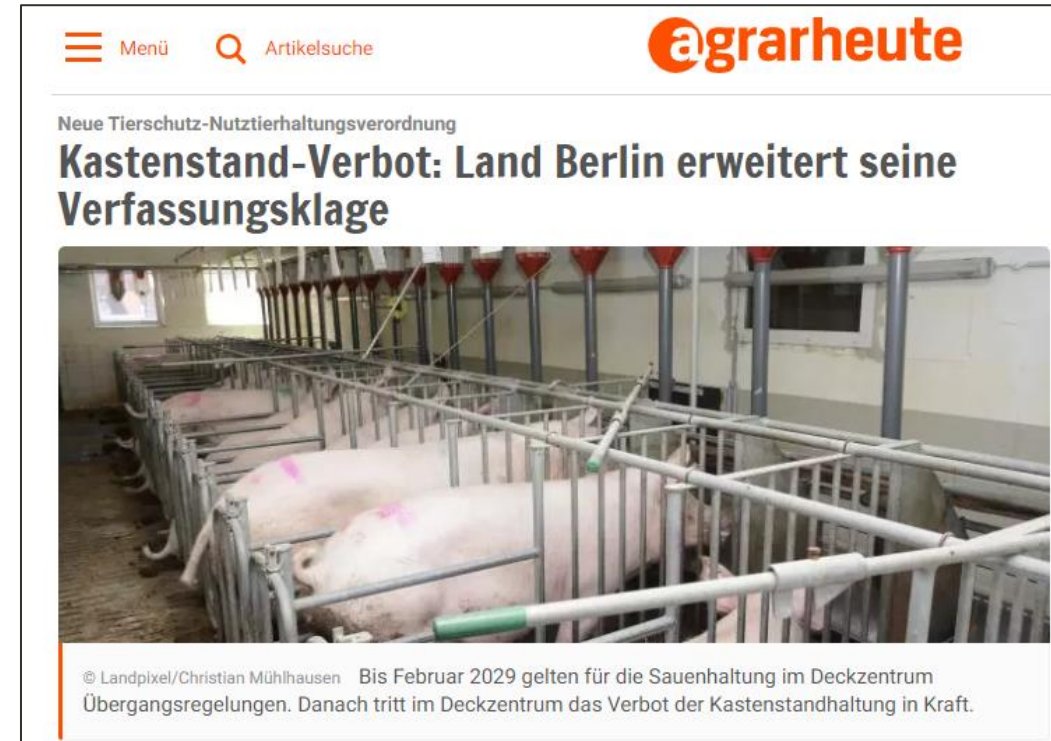 Menü Artikelsuche agrarheute
Neue Tierschutz-Nutztierhaltungsverordnung
Kastenstand-Verbot: Land Berlin erweitert seine
Verfassungsklage
© Landpixel/Christian Mühlhausen Bis Februar 2029 gelten für die Sauenhaltung im Deckzentrum
Übergangsregelungen. Danach tritt im Deckzentrum das Verbot der Kastenstandhaltung in Kraft.